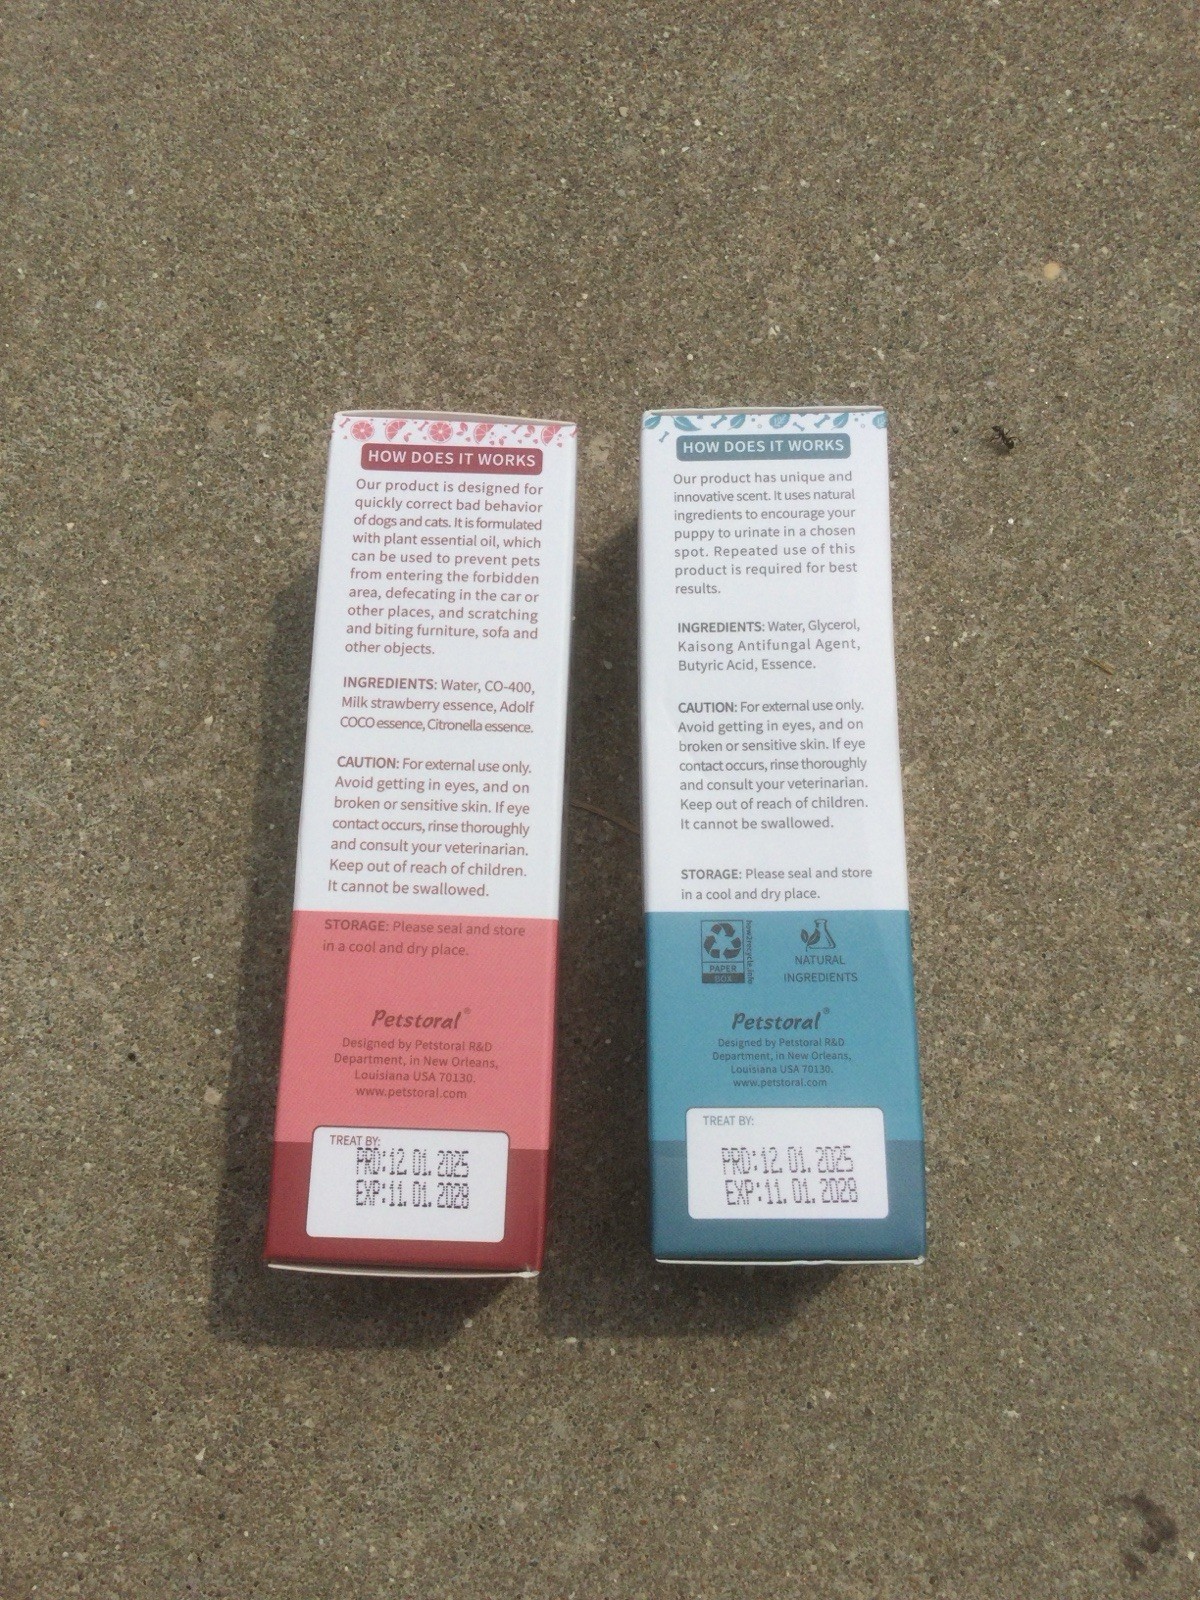 HOW DOES IT WORKS
Our product is designed for
quickly correct bad behavior
of dogs and cats. It is formulated
with plant essential oil, which
can be used to prevent pets
from entering the forbidden
area, defecating in the car or
other places, and scratching
and biting furniture, sofa and
other objects.
INGREDIENTS: Water, CO-400,
Milk strawberry essence, Adolf
COCO essence, Citronella essence.
CAUTION: For external use only.
Avoid getting in eyes, and on
broken or sensitive skin. If eye
contact occurs, rinse thoroughly
and consult your veterinarian.
Keep out of reach of children.
It cannot be swallowed.
STORAGE: Please seal and store
in a cool and dry place.
Petstoral®
Designed by Petstoral R&D
Department, in New Orleans,
Louisiana USA 70130.
www.petstoral.com
TREAT BY:
PRD:12.01.2025
EXP:11.01.2028
HOW DOES IT WORKS
Our product has unique and
innovative scent. It uses natural
ingredients to encourage your
puppy to urinate in a chosen
spot. Repeated use of this
product is required for best
results.
INGREDIENTS: Water, Glycerol,
Kaisong Antifungal Agent,
Butyric Acid, Essence.
CAUTION: For external use only.
Avoid getting in eyes, and on
broken or sensitive skin. If eye
contact occurs, rinse thoroughly
and consult your veterinarian.
Keep out of reach of children.
It cannot be swallowed.
STORAGE: Please seal and store
in a cool and dry place.
how2recycle.info
PAPER
BOX
NATURAL
INGREDIENTS
Petstoral®
Designed by Petstoral R&D
Department, in New Orleans,
Louisiana USA 70130.
www.petstoral.com
TREAT BY:
PRD:12.01.2025
EXP:11.01.2028